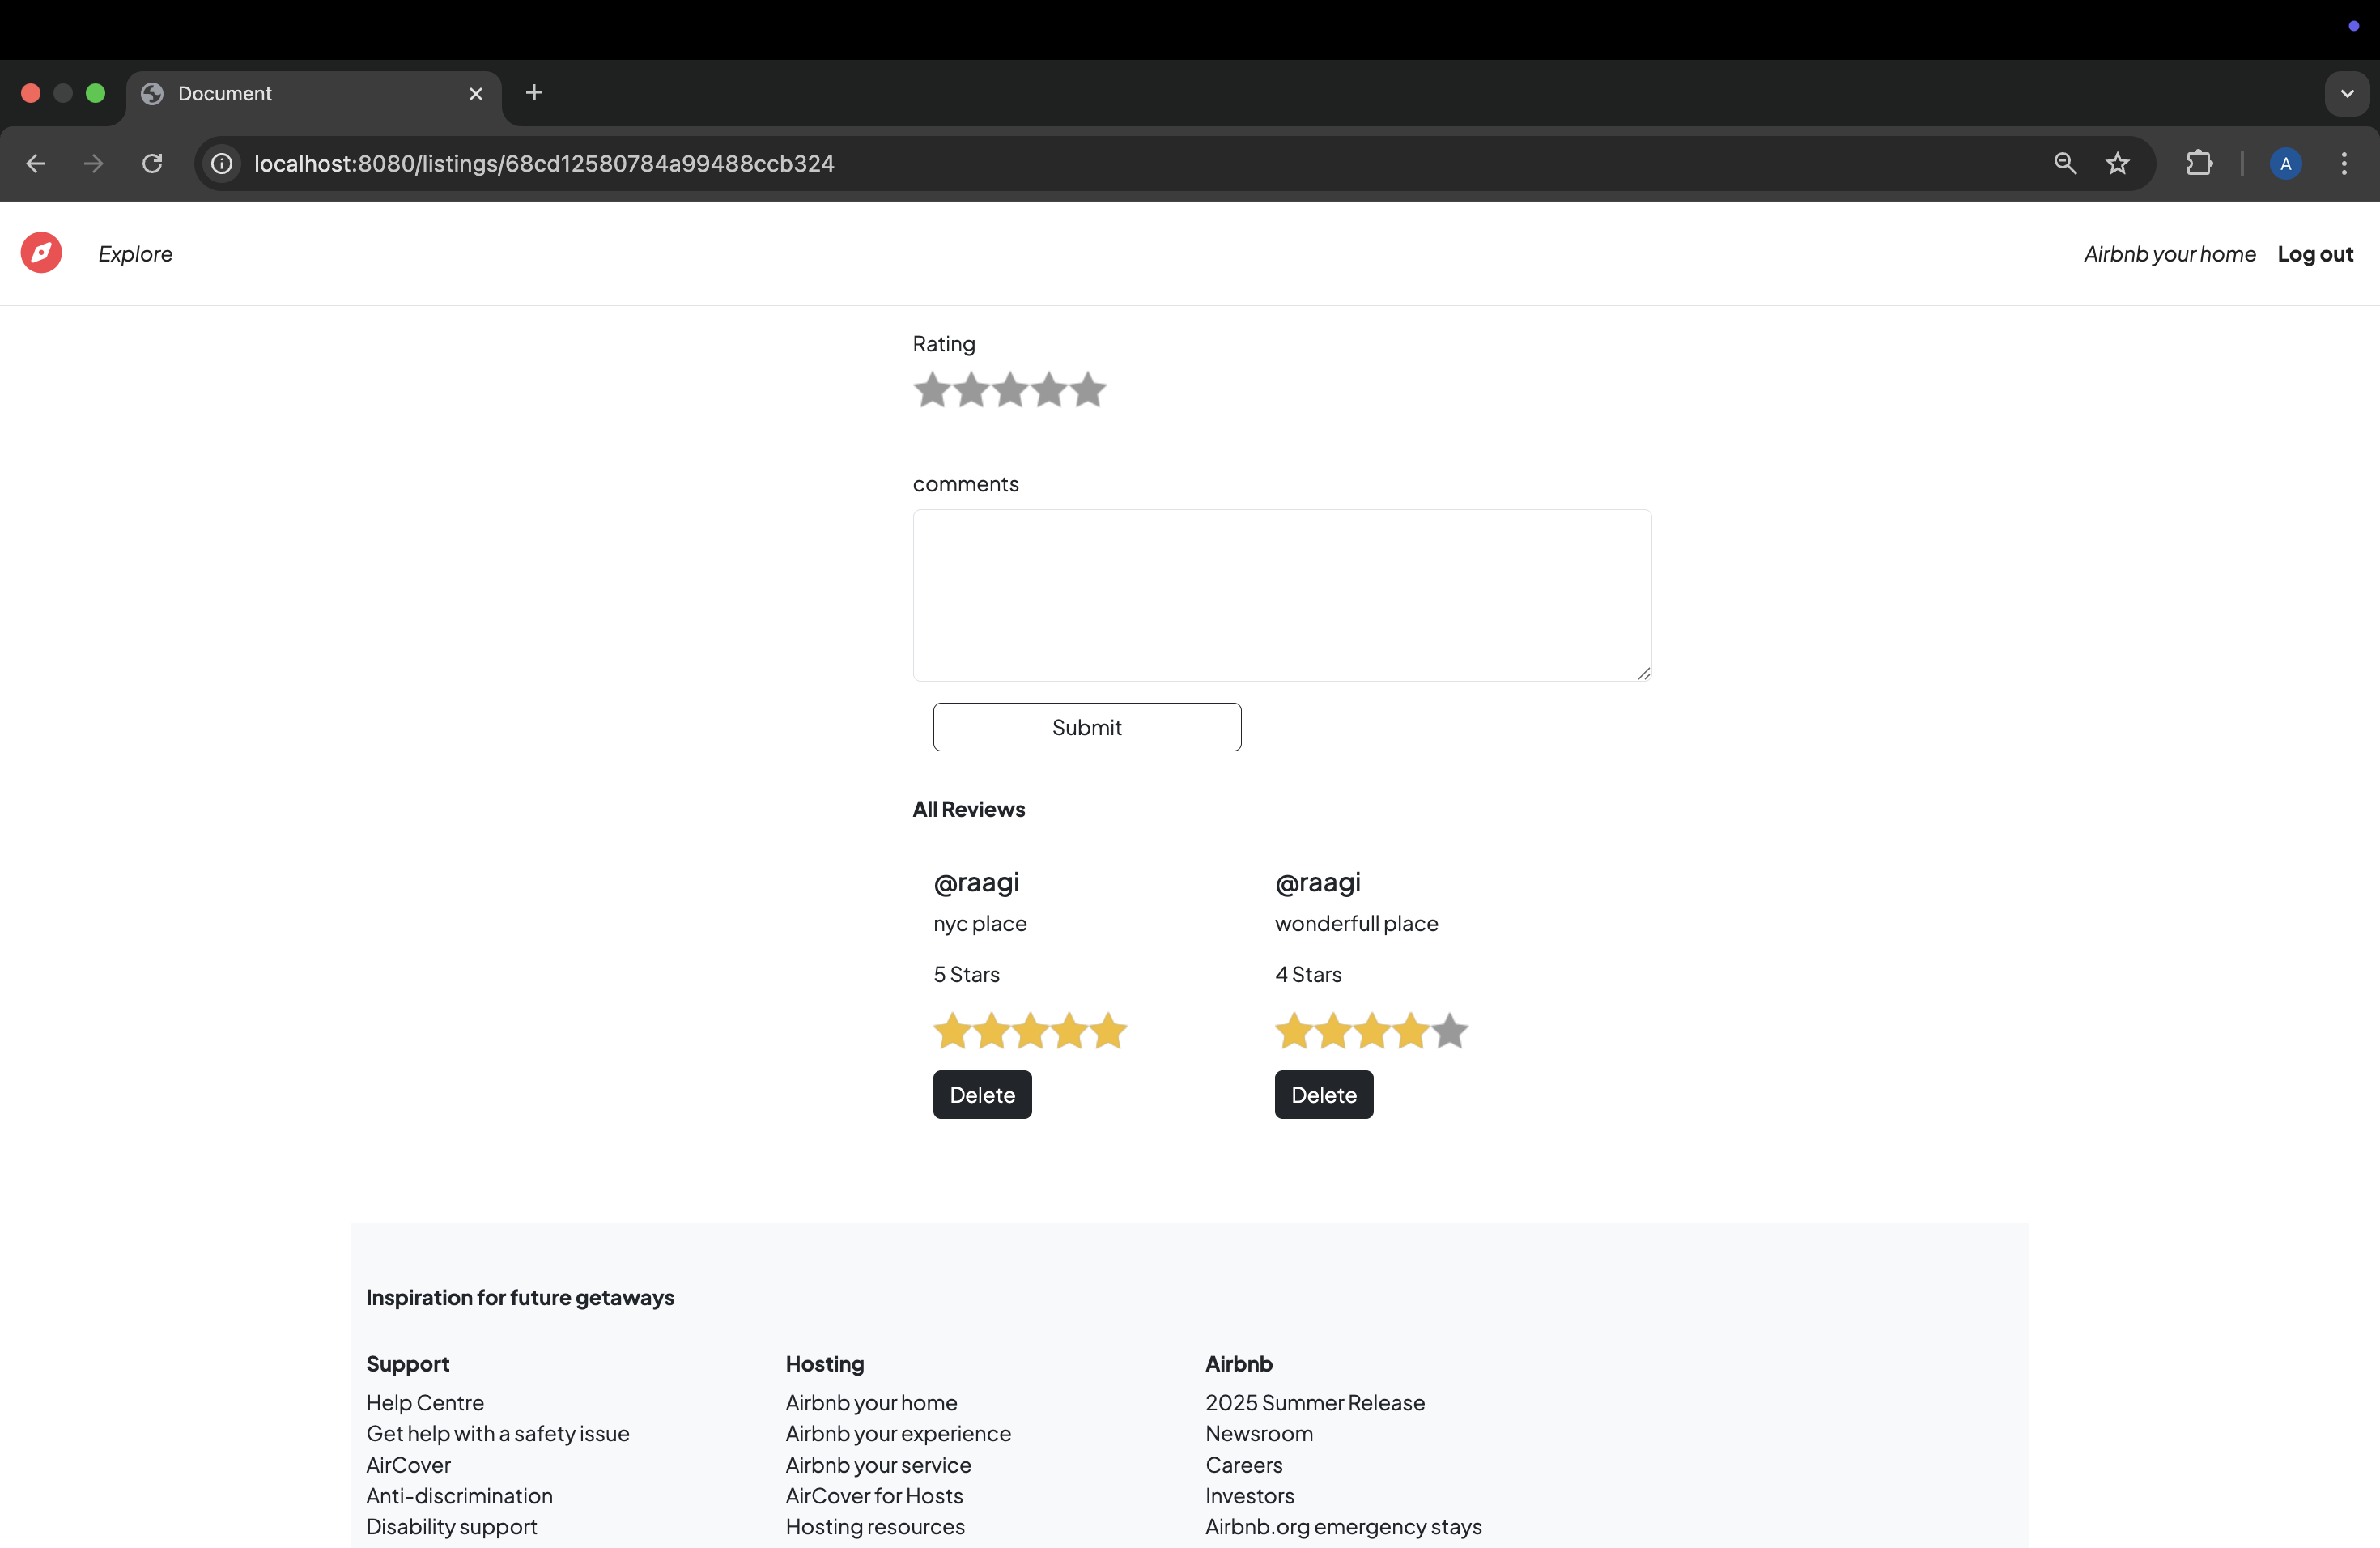 Document
localhost:8080/listings/68cd12580784a99488ccb324
A
Explore
Airbnb your home
Log out
Rating
comments
Submit
All Reviews
@raagi
nyc place
5 Stars
Delete
@raagi
wonderfull place
4 Stars
Delete
Inspiration for future getaways
Support
Help Centre
Get help with a safety issue
AirCover
Anti-discrimination
Disability support
Hosting
Airbnb your home
Airbnb your experience
Airbnb your service
AirCover for Hosts
Hosting resources
Airbnb
2025 Summer Release
Newsroom
Careers
Investors
Airbnb.org emergency stays